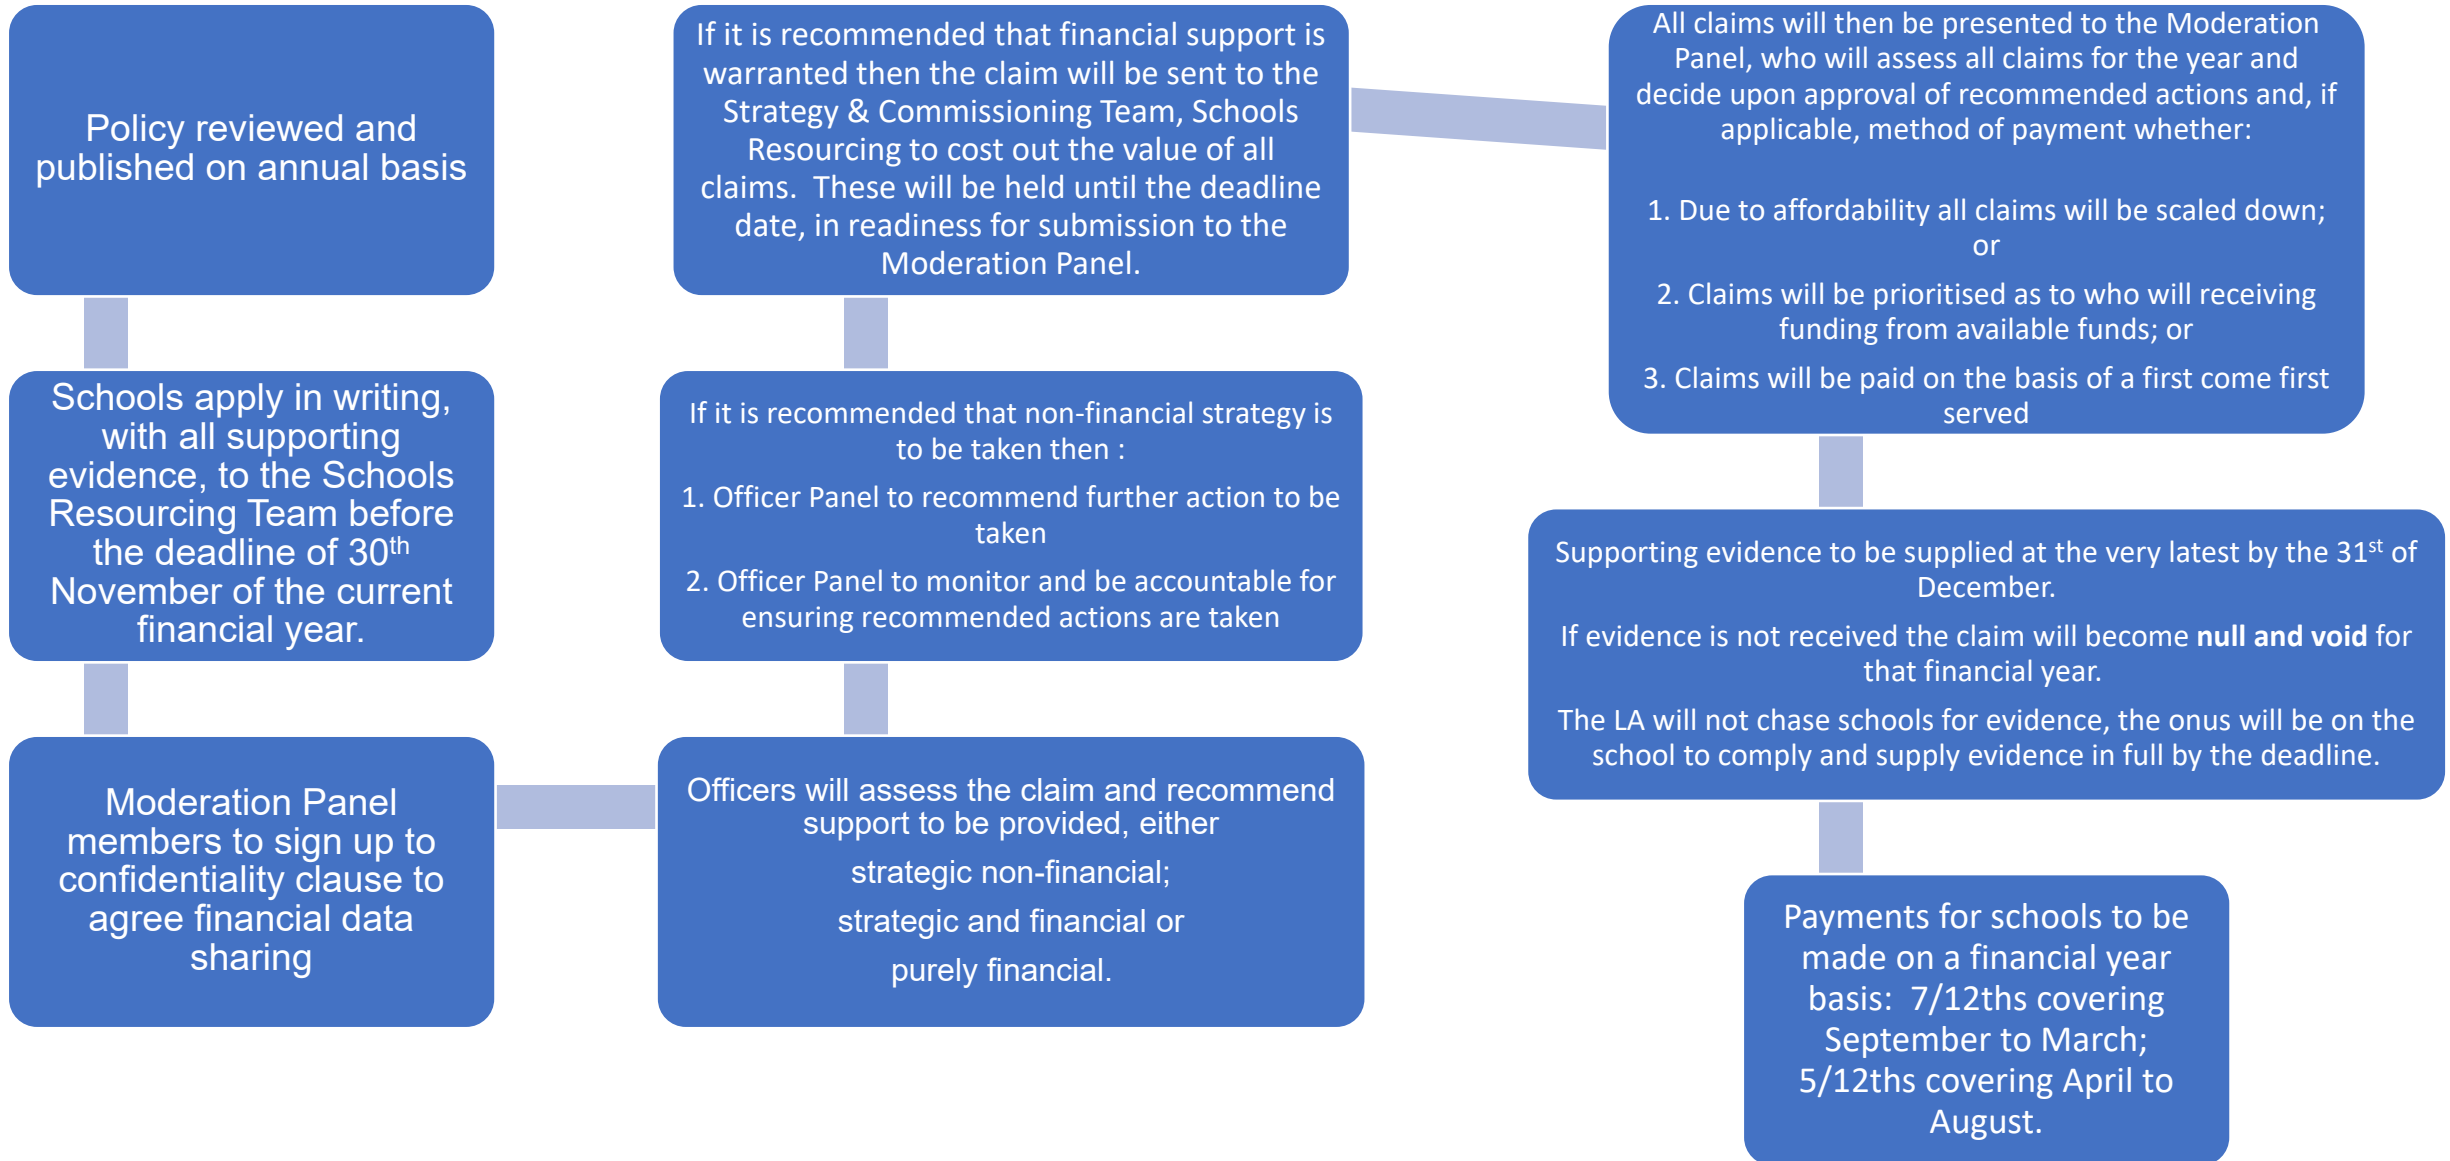 Policy reviewed and
published on annual basis
Schools apply in writing,
with all supporting
evidence, to the Schools
Resourcing Team before
the deadline of 30th
November of the current
financial year.
Moderation Panel
members to sign up to
confidentiality clause to
agree financial data
sharing
Officers will assess the claim and recommend
support to be provided, either
strategic non-financial;
strategic and financial or
purely financial.
If it is recommended that non-financial strategy is
to be taken then :
1. Officer Panel to recommend further action to be
taken
2. Officer Panel to monitor and be accountable for
ensuring recommended actions are taken
If it is recommended that financial support is
warranted then the claim will be sent to the
Strategy & Commissioning Team, Schools
Resourcing to cost out the value of all
claims.  These will be held until the deadline
date, in readiness for submission to the
Moderation Panel.
All claims will then be presented to the Moderation
Panel, who will assess all claims for the year and
decide upon approval of recommended actions and, if
applicable, method of payment whether:
1. Due to affordability all claims will be scaled down;
or
2. Claims will be prioritised as to who will receiving
funding from available funds; or
3. Claims will be paid on the basis of a first come first
served
Supporting evidence to be supplied at the very latest by the 31st of
December.
If evidence is not received the claim will become null and void for
that financial year.
The LA will not chase schools for evidence, the onus will be on the
school to comply and supply evidence in full by the deadline.
Payments for schools to be
made on a financial year
basis:  7/12ths covering
September to March;
5/12ths covering April to
August.